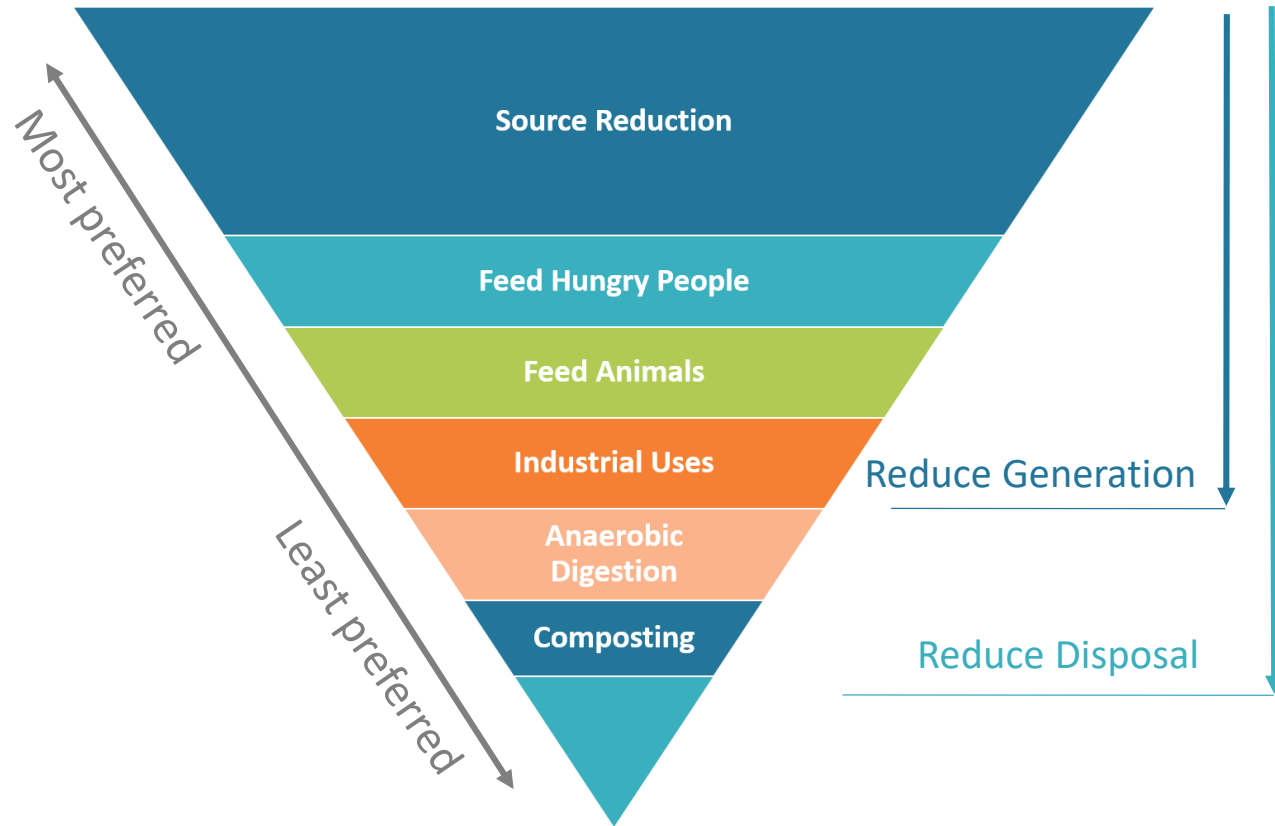 Source Reduction
Most preferred
Feed Hungry People
Feed Animals
Industrial Uses
Reduce Generation
Anaerobic
Digestion
Least preferred
Composting
Reduce Disposal